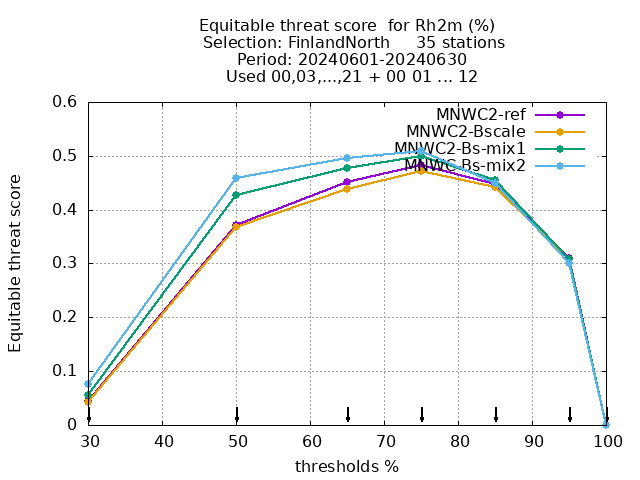 Equitable threat score  for Rh2m (%)
Selection: FinlandNorth     35 stations
Period: 20240601-20240630
Used 00,03,...,21 + 00 01 ... 12
MNWC2-ref
MNWC2-Bscale
MNWC2-Bs-mix1
MNWC-Bs-mix2
Equitable threat score
0.6
0.5
0.4
0.3
0.2
0.1
0
30 40 50 60 70 80 90 100
thresholds %